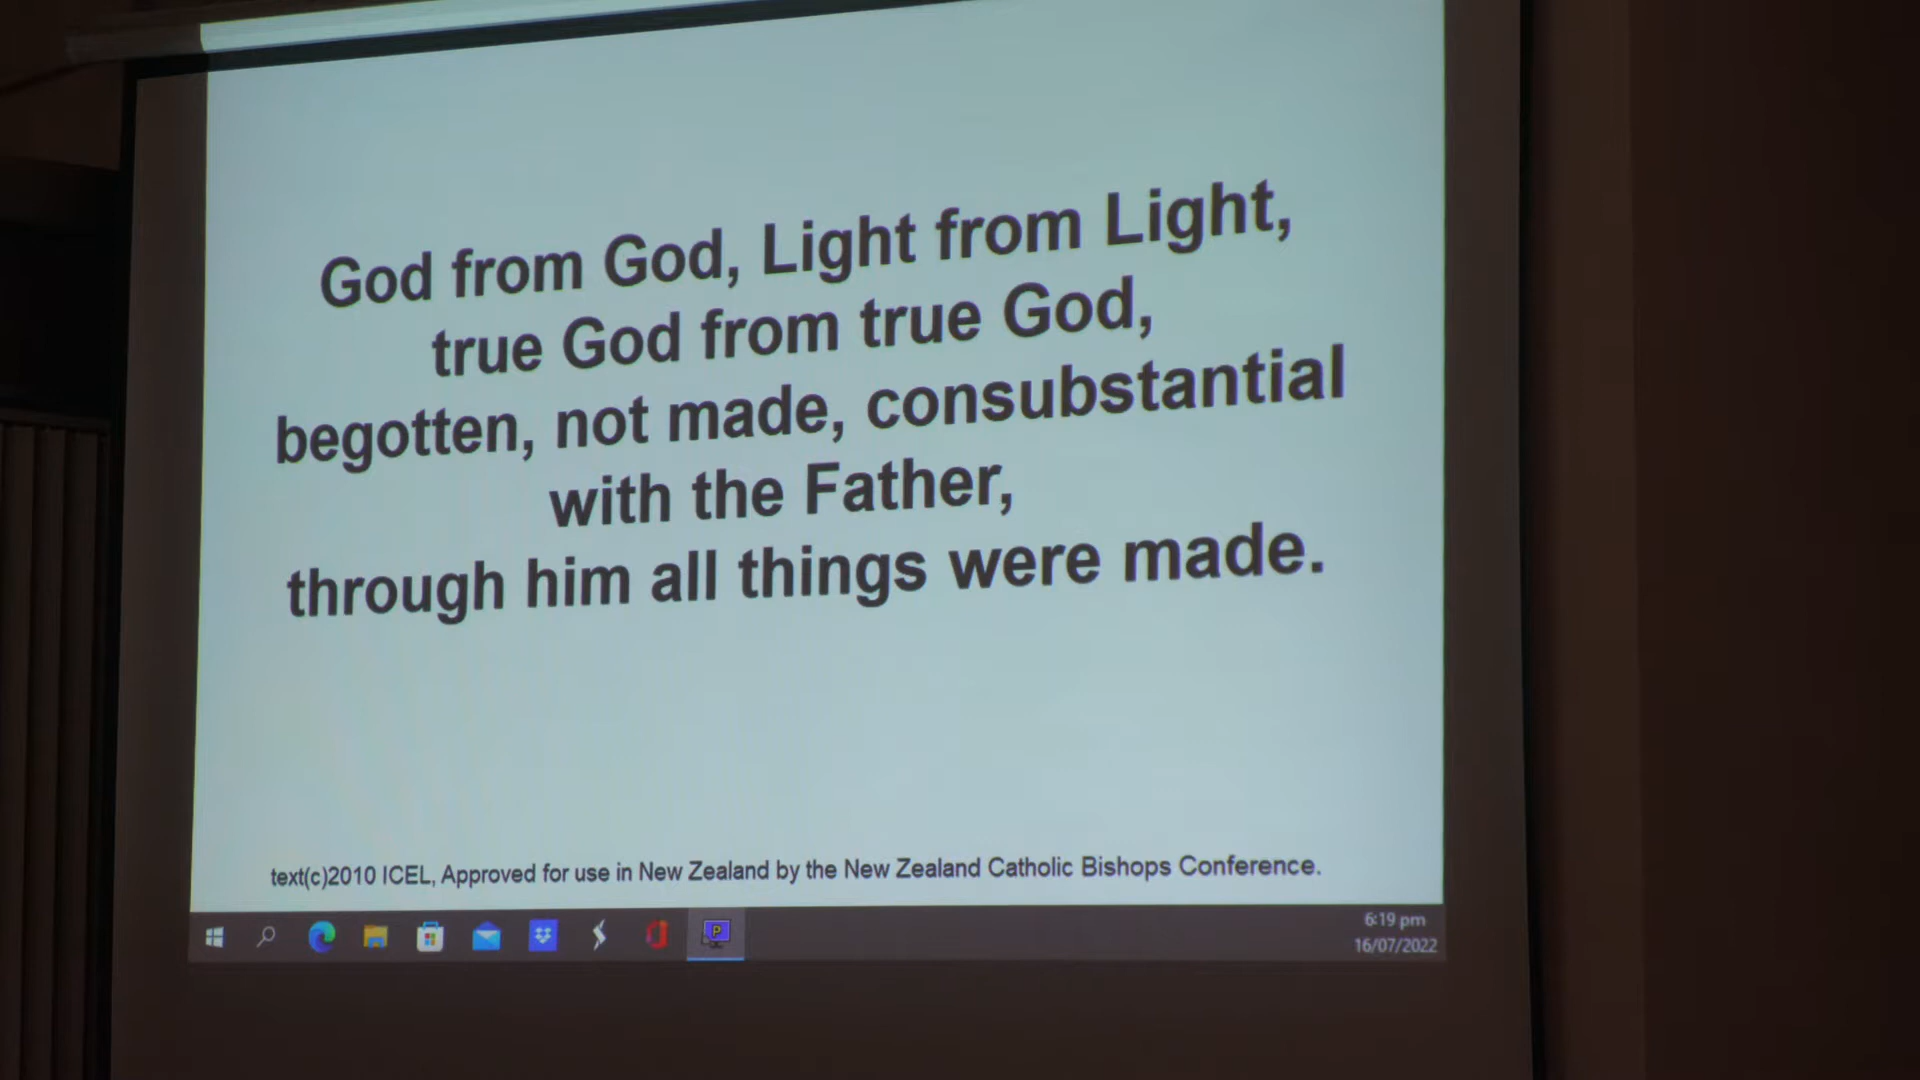 God from God, Light from Light,
true God from true God,
begotten, not made, consubstantial
with the Father,
through him all things were made.
text(c)2010 ICEL, Approved for use in New Zealand by the New Zealand Catholic Bishops Conference.
P
6:19 pm
16/07/2022